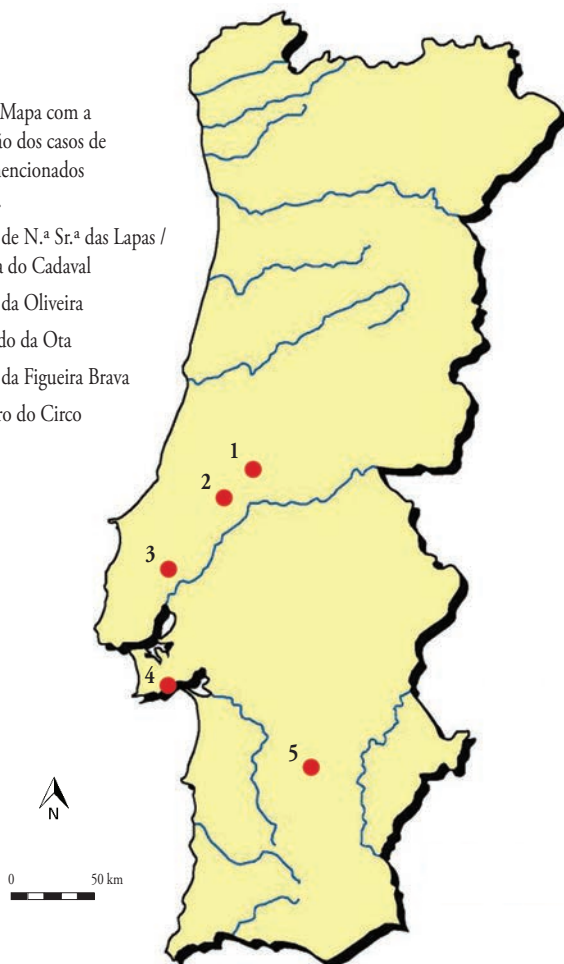 Mapa com a
ão dos casos de
encionados
de N.ª Sr.ª das Lapas /
a do Cadaval
da Oliveira
do da Ota
da Figueira Brava
ro do Circo
1
2
3
4
5
N
0 50 km